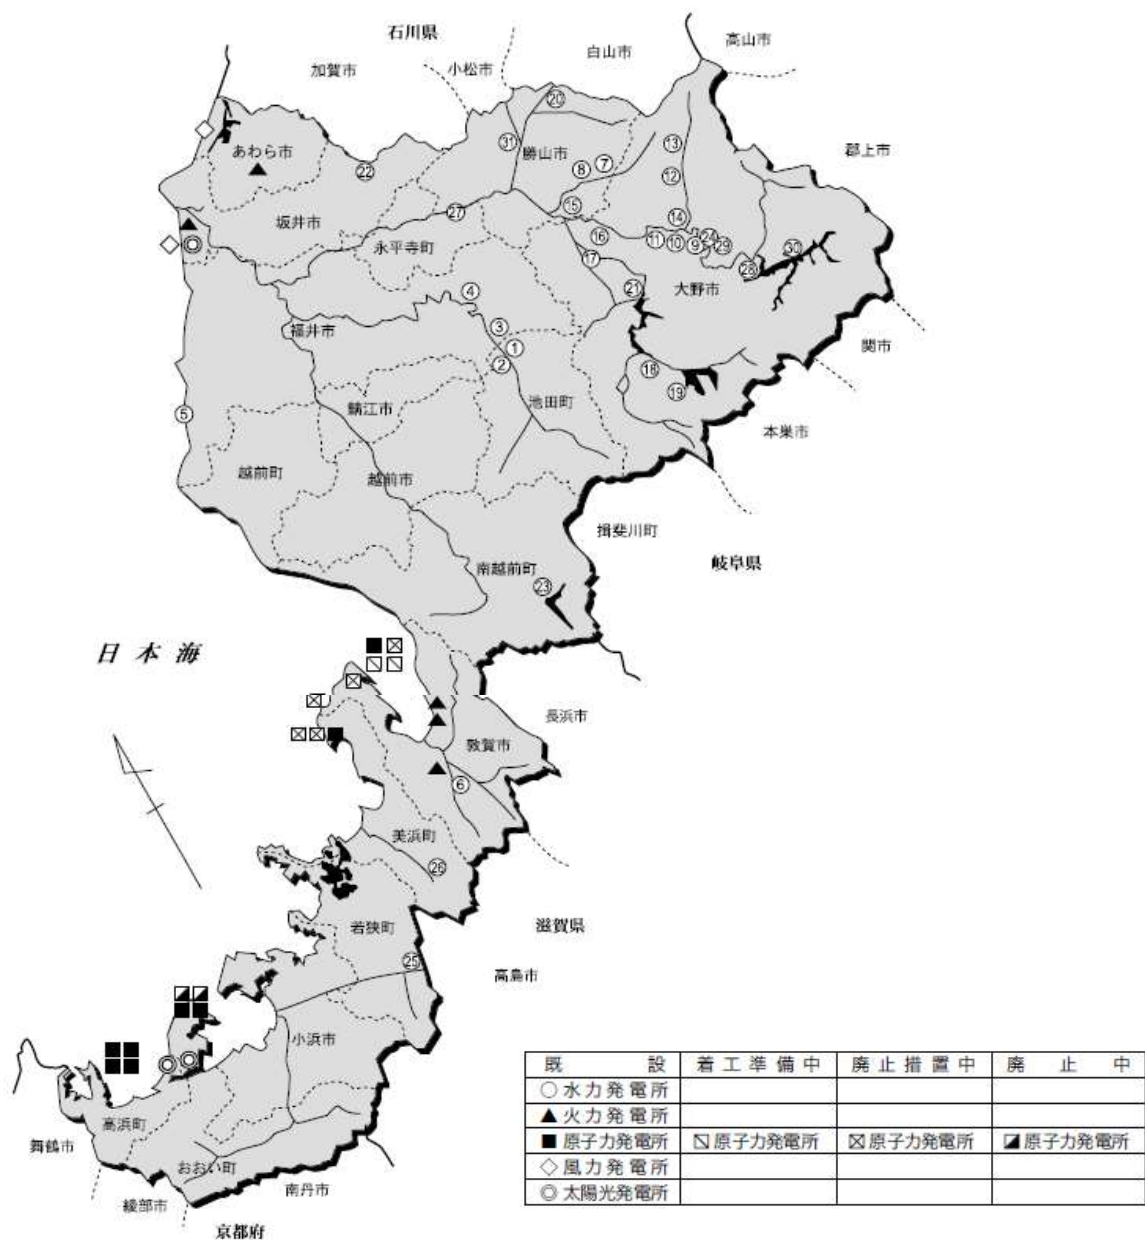 石川県
高山市
白山市
小松市
加賀市
⑳
郡上市
あわら市
㉛
勝山市
⑬
⑧
⑦
㉒
⑫
⑮
㉗
坂井市
⑭
永平寺町
⑯
⑪
⑩
⑨
㉔
㉙
㉚
⑰
㉘
④
㉑
大野市
福井市
③
①
②
関市
⑱
⑲
鯖江市
池田町
⑤
本巣市
越前町
越前市
揖斐川町
岐阜県
南越前町
㉓
日本海
長浜市
敦賀市
⑥
美浜町
㉖
若狭町
滋賀県
㉕
高島市
小浜市
高浜町
舞鶴市
おおい町
南丹市
綾部市
京都府
既設 着工準備中 廃止措置中 廃止中
○水力発電所
▲火力発電所
■原子力発電所 原子力発電所 原子力発電所 原子力発電所
◇風力発電所
◎太陽光発電所